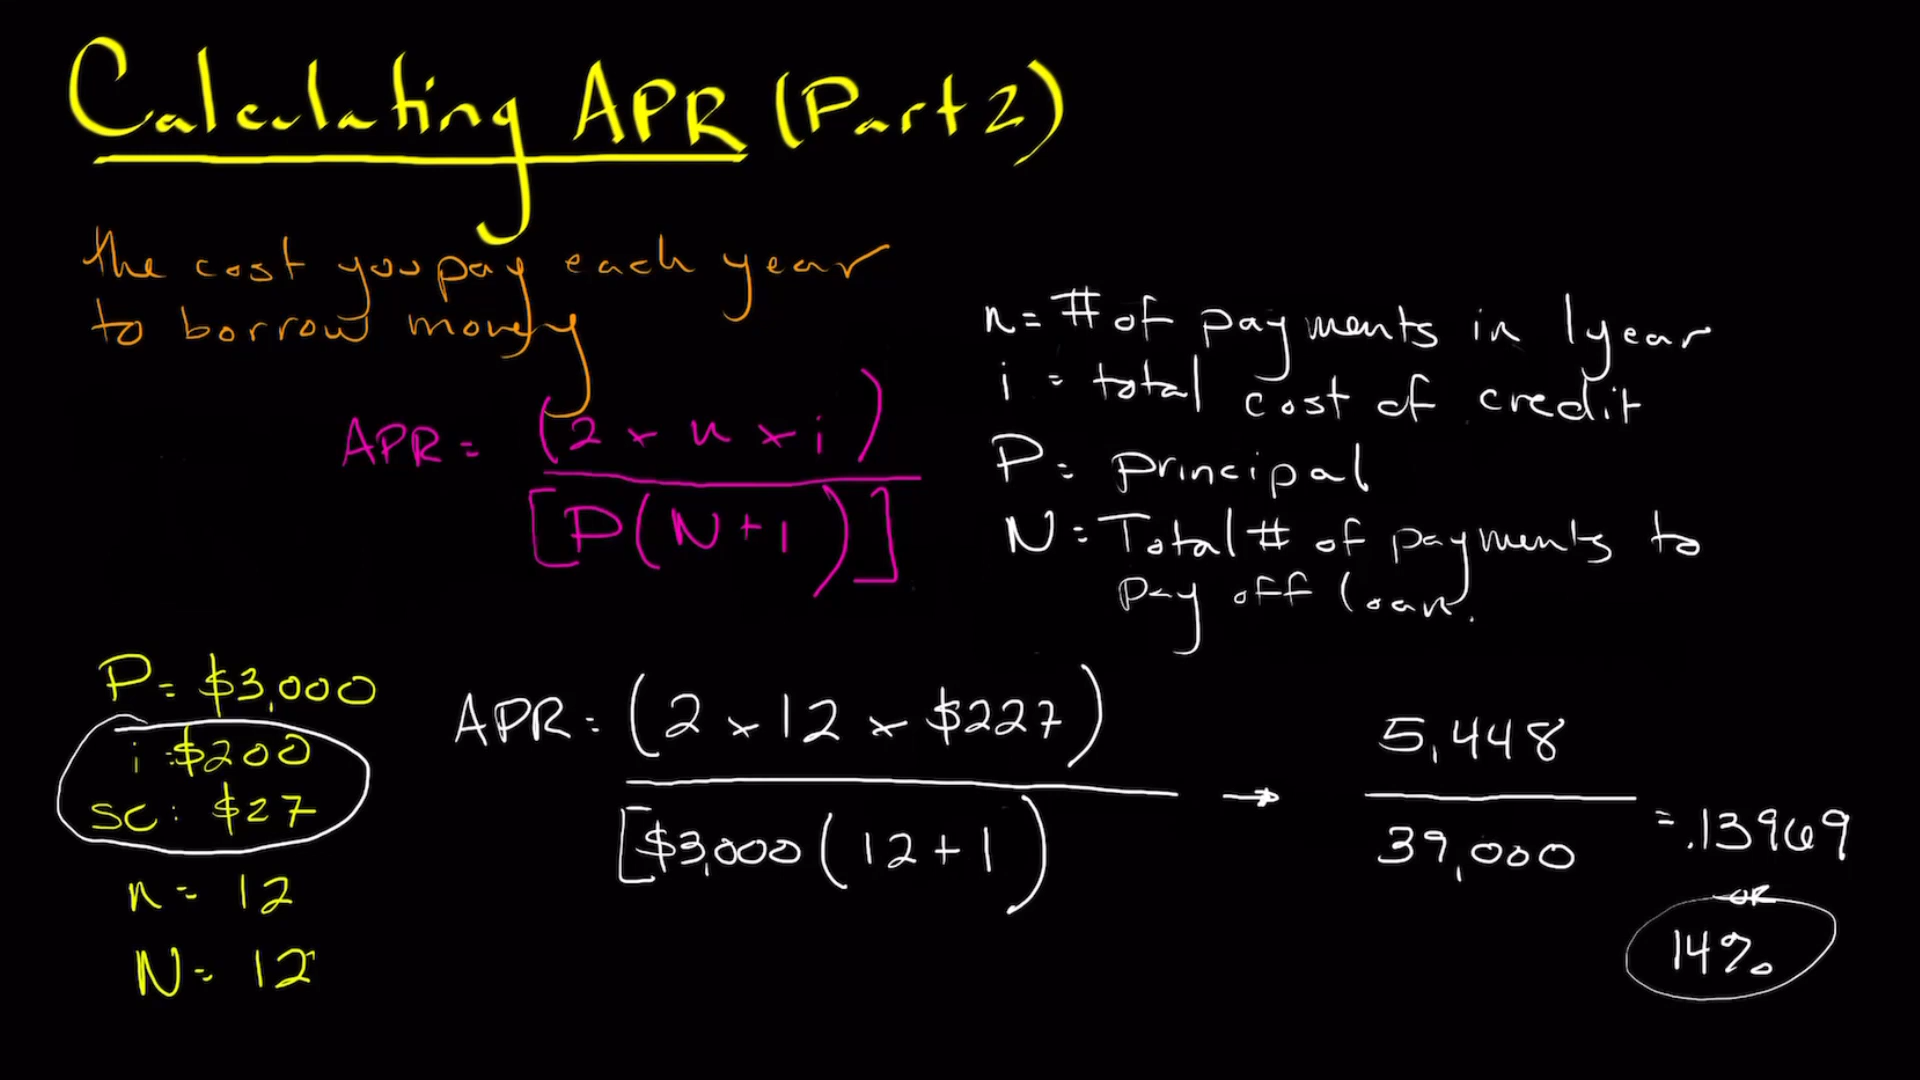 Calculating APR (Part 2)
the cost you pay each year
to borrow money
n = # of payments in 1 year
i = total cost of credit
P = principal
N = Total # of payments to
pay off loan.
APR = (2 x n x i)
[P(N+1)]
P = $3,000
i = $200
SC: $27
n = 12
N = 12
APR = (2 x 12 x $227)
[$3,000 (12+1)
→
5,448
39,000
= .13969
OR
14%